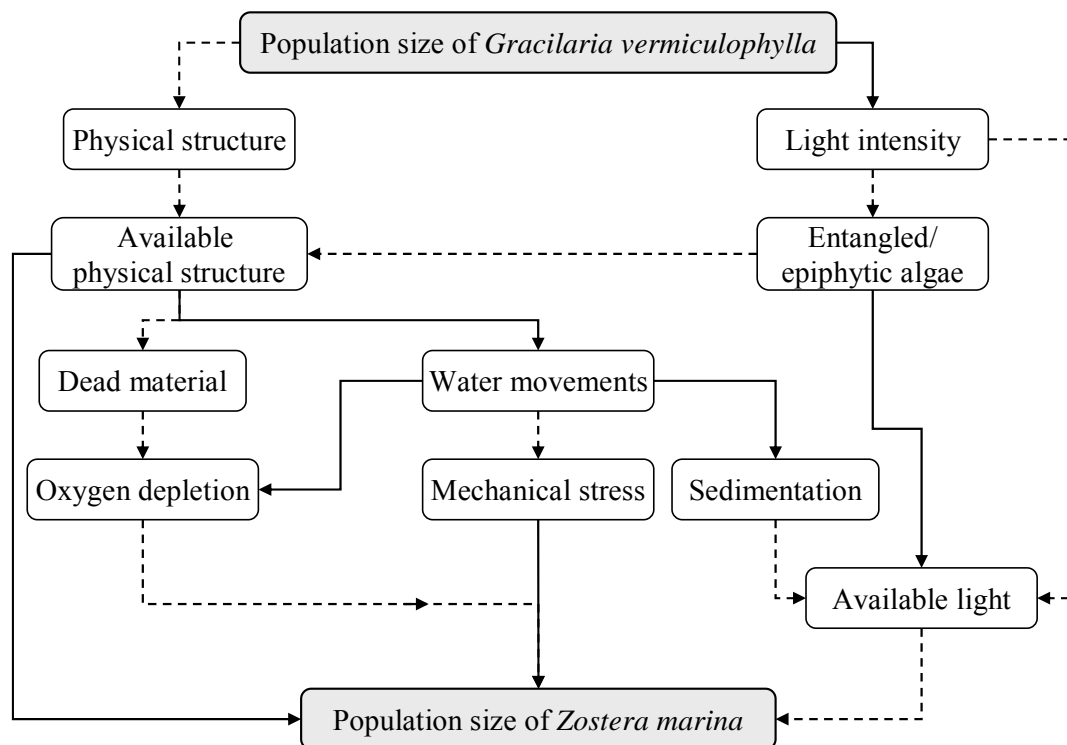 Population size of Gracilaria vermiculophylla
Physical structure
Light intensity
Available
physical structure
Entangled/
epiphytic algae
Dead material
Water movements
Oxygen depletion
Mechanical stress
Sedimentation
Available light
Population size of Zostera marina